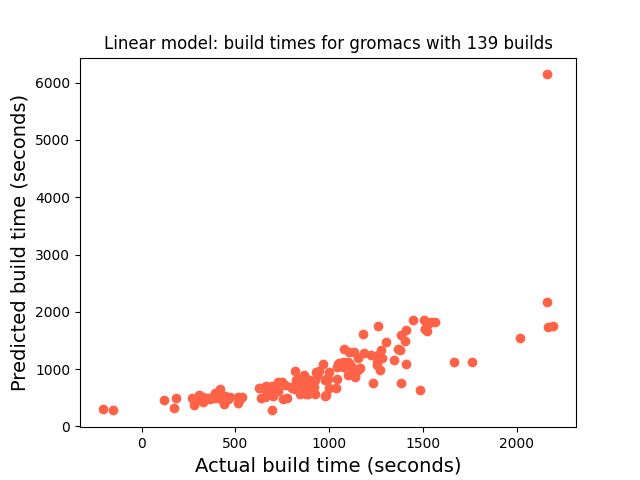 Linear model: build times for gromacs with 139 builds
6000
5000
4000
3000
2000
1000
0
Predicted build time (seconds)
0 500 1000 1500 2000
Actual build time (seconds)